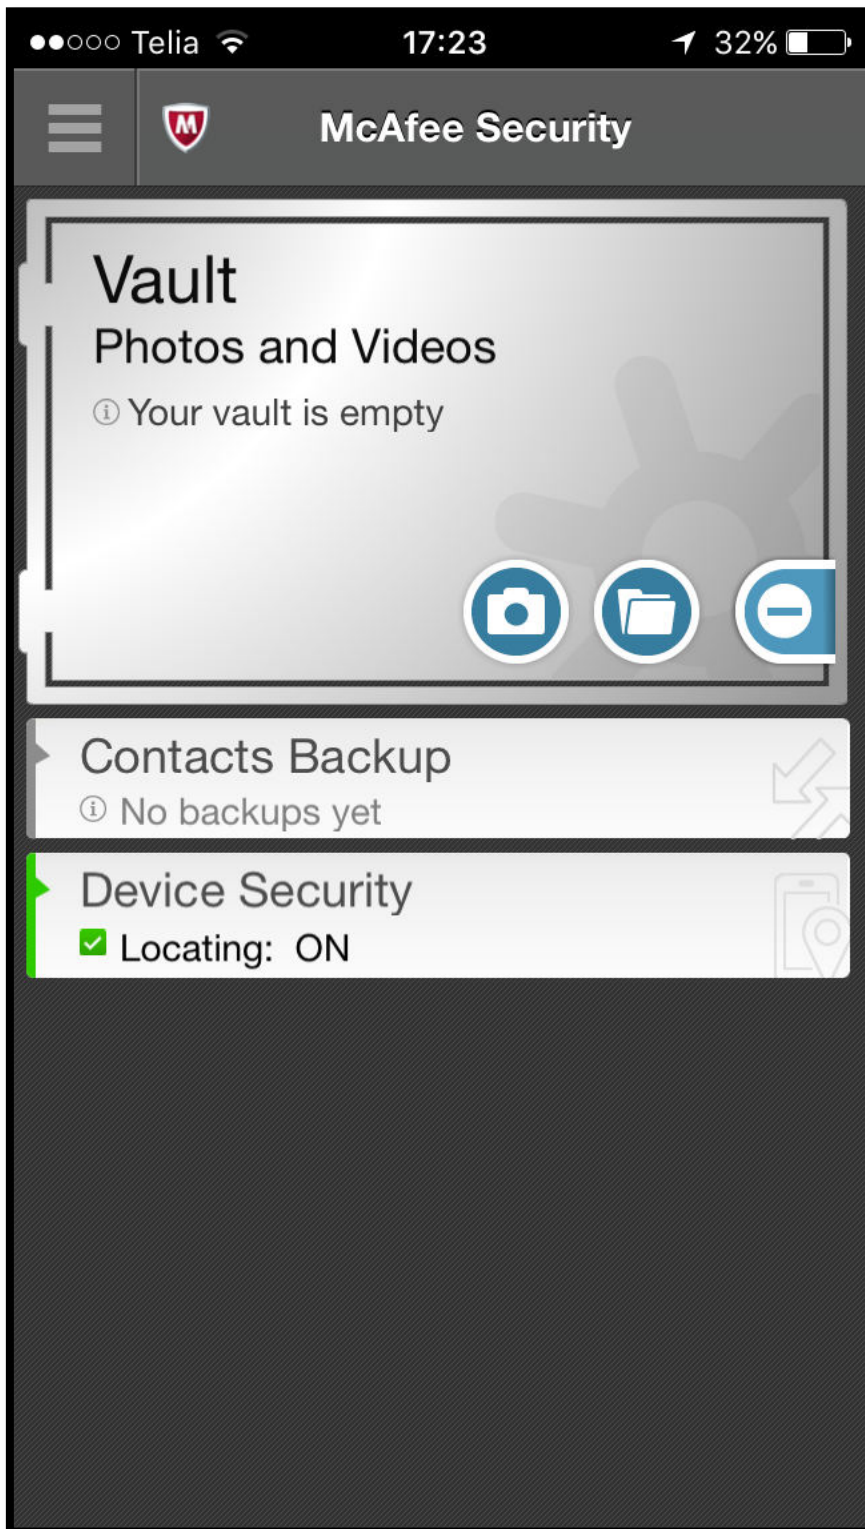 Telia 17:23 32%
M McAfee Security
Vault
Photos and Videos
Your vault is empty
Contacts Backup
No backups yet
Device Security
Locating: ON